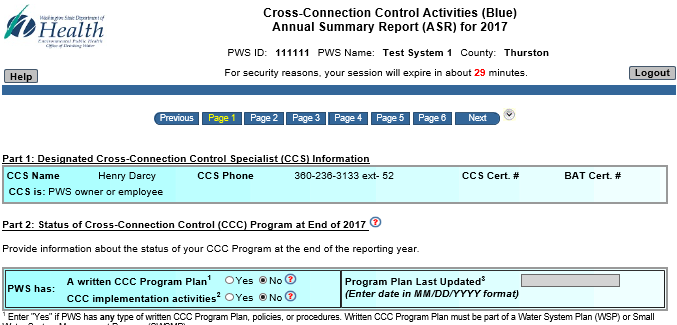 Washington State Department of
Health
Environmental Public Health
Office of Drinking Water
Cross-Connection Control Activities (Blue)
Annual Summary Report (ASR) for 2017
PWS ID: 111111 PWS Name: Test System 1 County: Thurston
For security reasons, your session will expire in about 29 minutes.
Help
Logout
Previous Page 1 Page 2 Page 3 Page 4 Page 5 Page 6 Next
Part 1: Designated Cross-Connection Control Specialist (CCS) Information
CCS Name Henry Darcy CCS Phone 360-236-3133 ext- 52 CCS Cert. # BAT Cert. #
CCS is: PWS owner or employee
Part 2: Status of Cross-Connection Control (CCC) Program at End of 2017 ?
Provide information about the status of your CCC Program at the end of the reporting year.
PWS has:
A written CCC Program Plan¹ Yes No ?
CCC implementation activities² Yes No ?
Program Plan Last Updated³
(Enter date in MM/DD/YYYY format)
¹ Enter "Yes" if PWS has any type of written CCC Program Plan, policies, or procedures. Written CCC Program Plan must be part of a Water System Plan (WSP) or Small